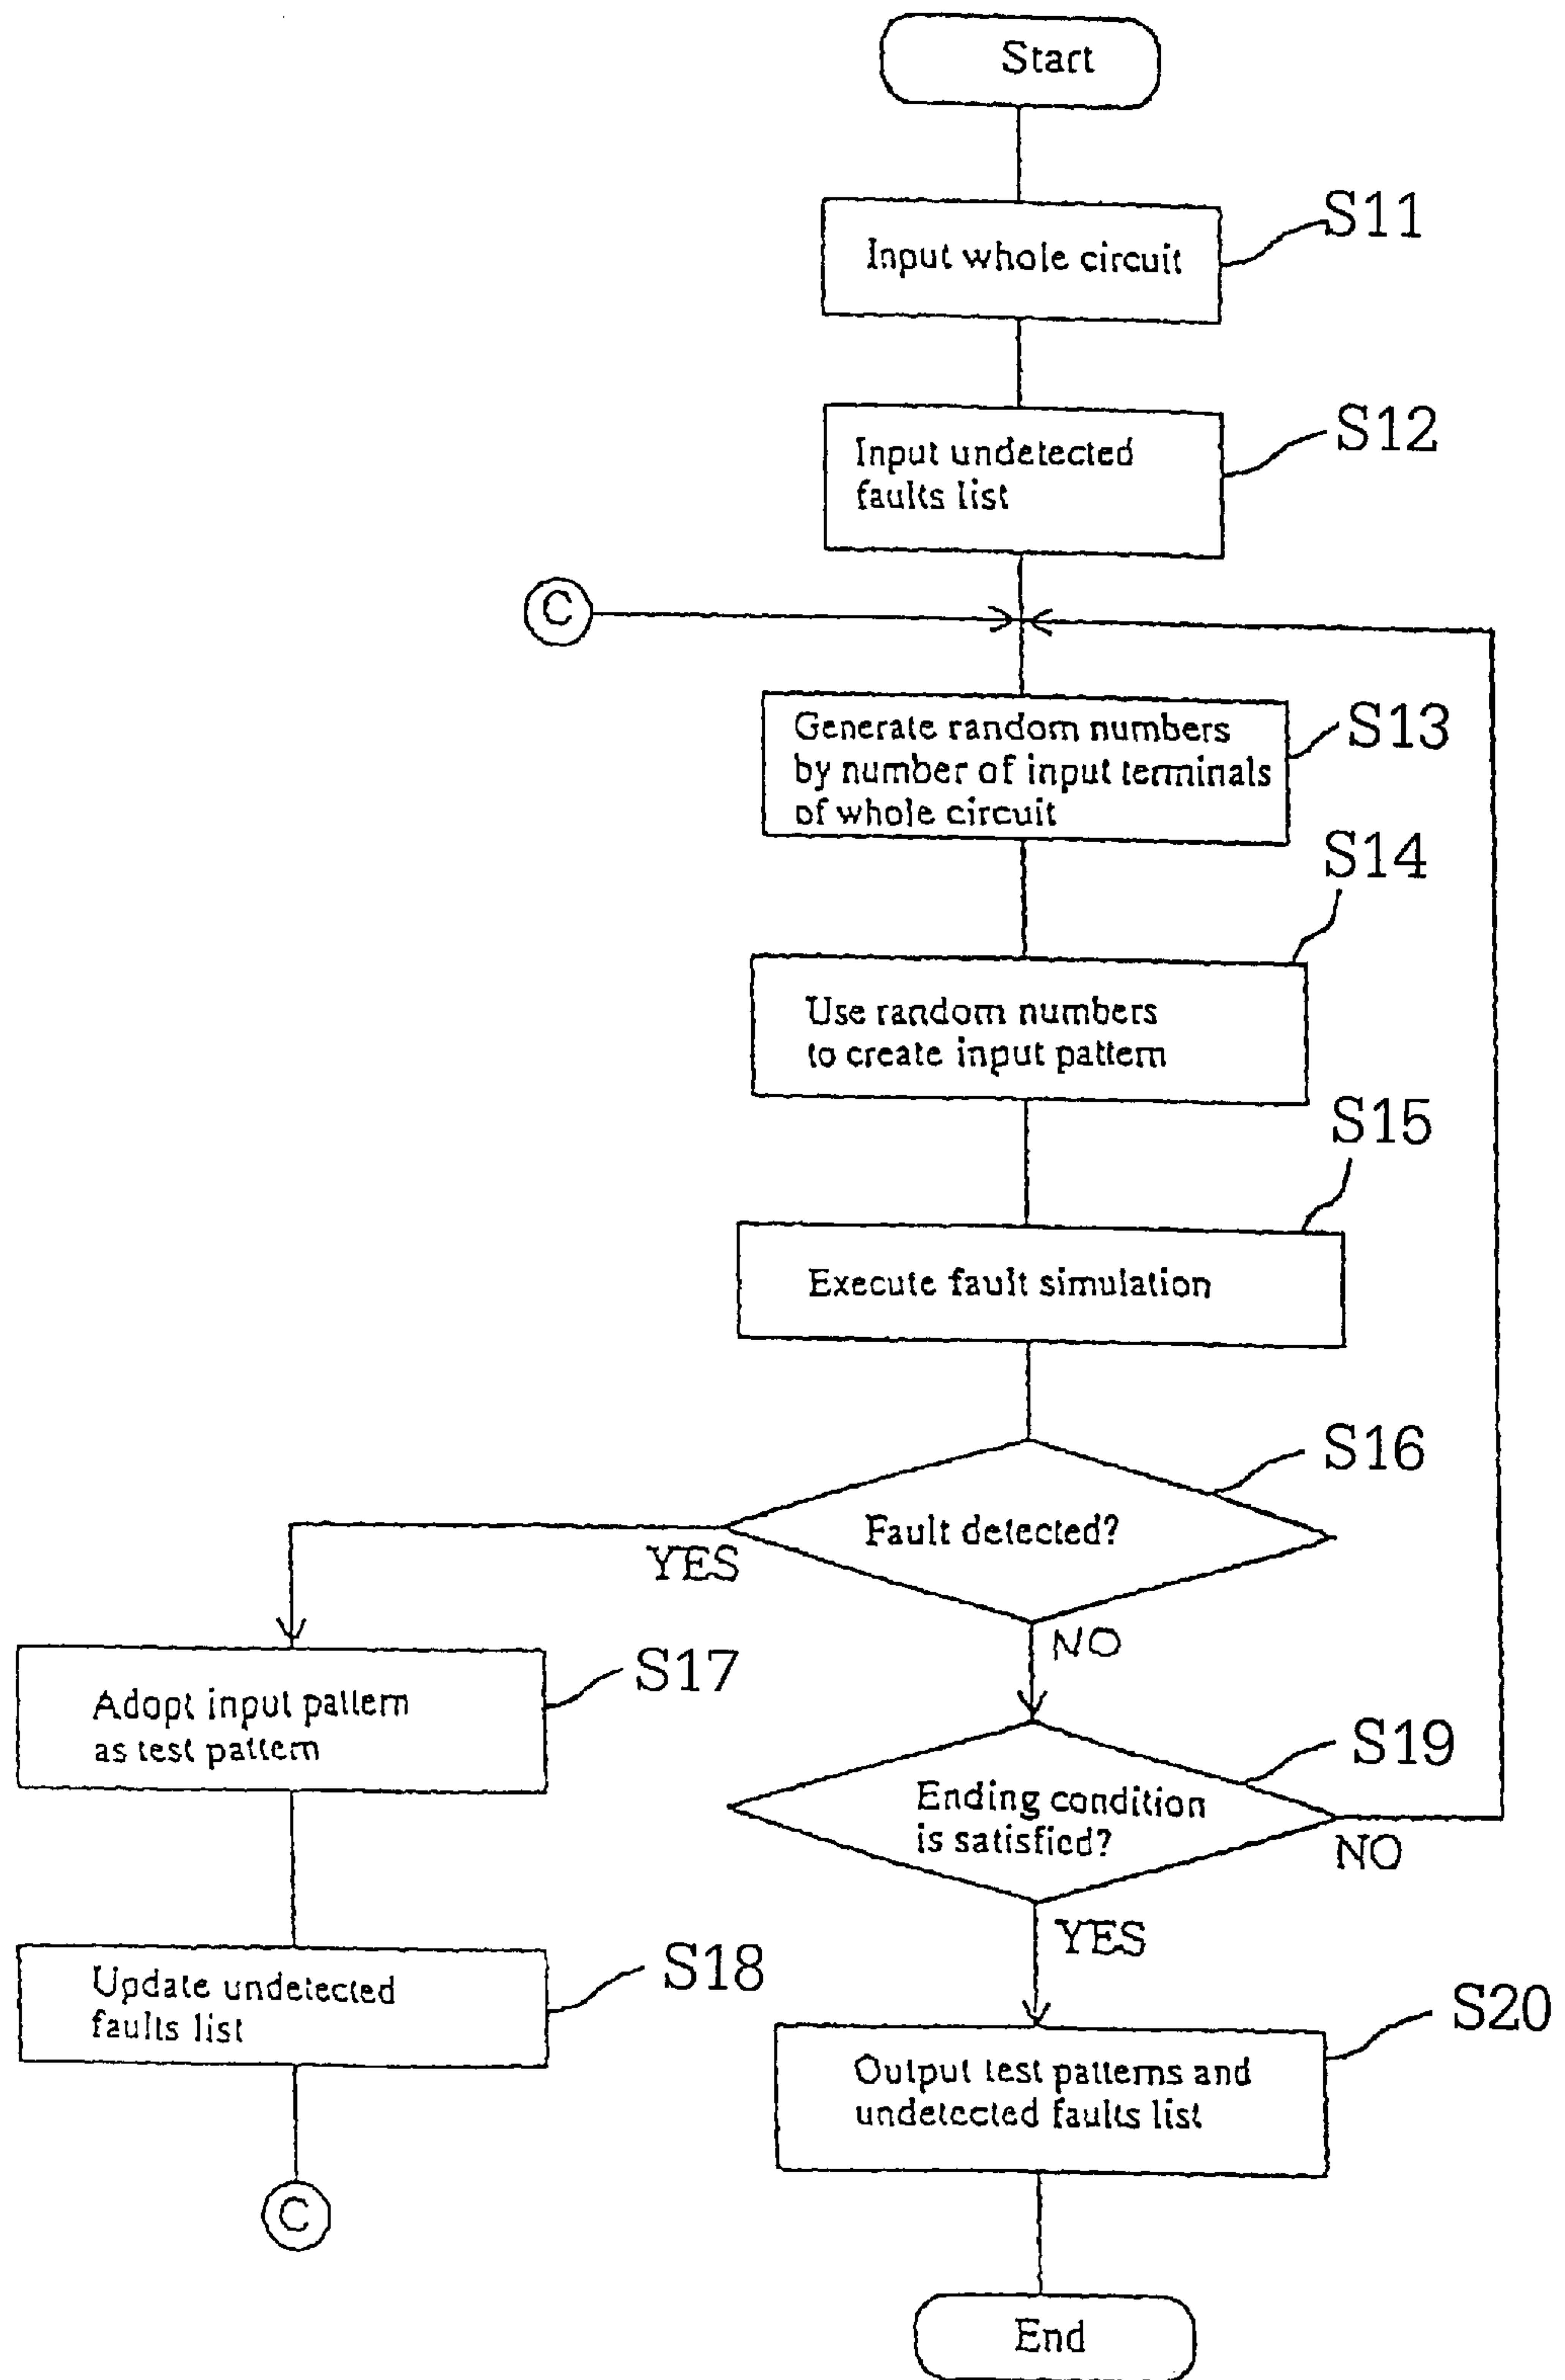 Start
S11
Input whole circuit
S12
Input undetected
faults list
C
S13
Generate random numbers
by number of input terminals
of whole circuit
S14
Use random numbers
to create input pattern
S15
Execute fault simulation
S16
Fault detected?
YES
NO
S17
Adopt input pattern
as test pattern
S19
Ending condition
is satisfied?
NO
YES
S18
Update undetected
faults list
S20
Output test patterns and
undetected faults list
C
End